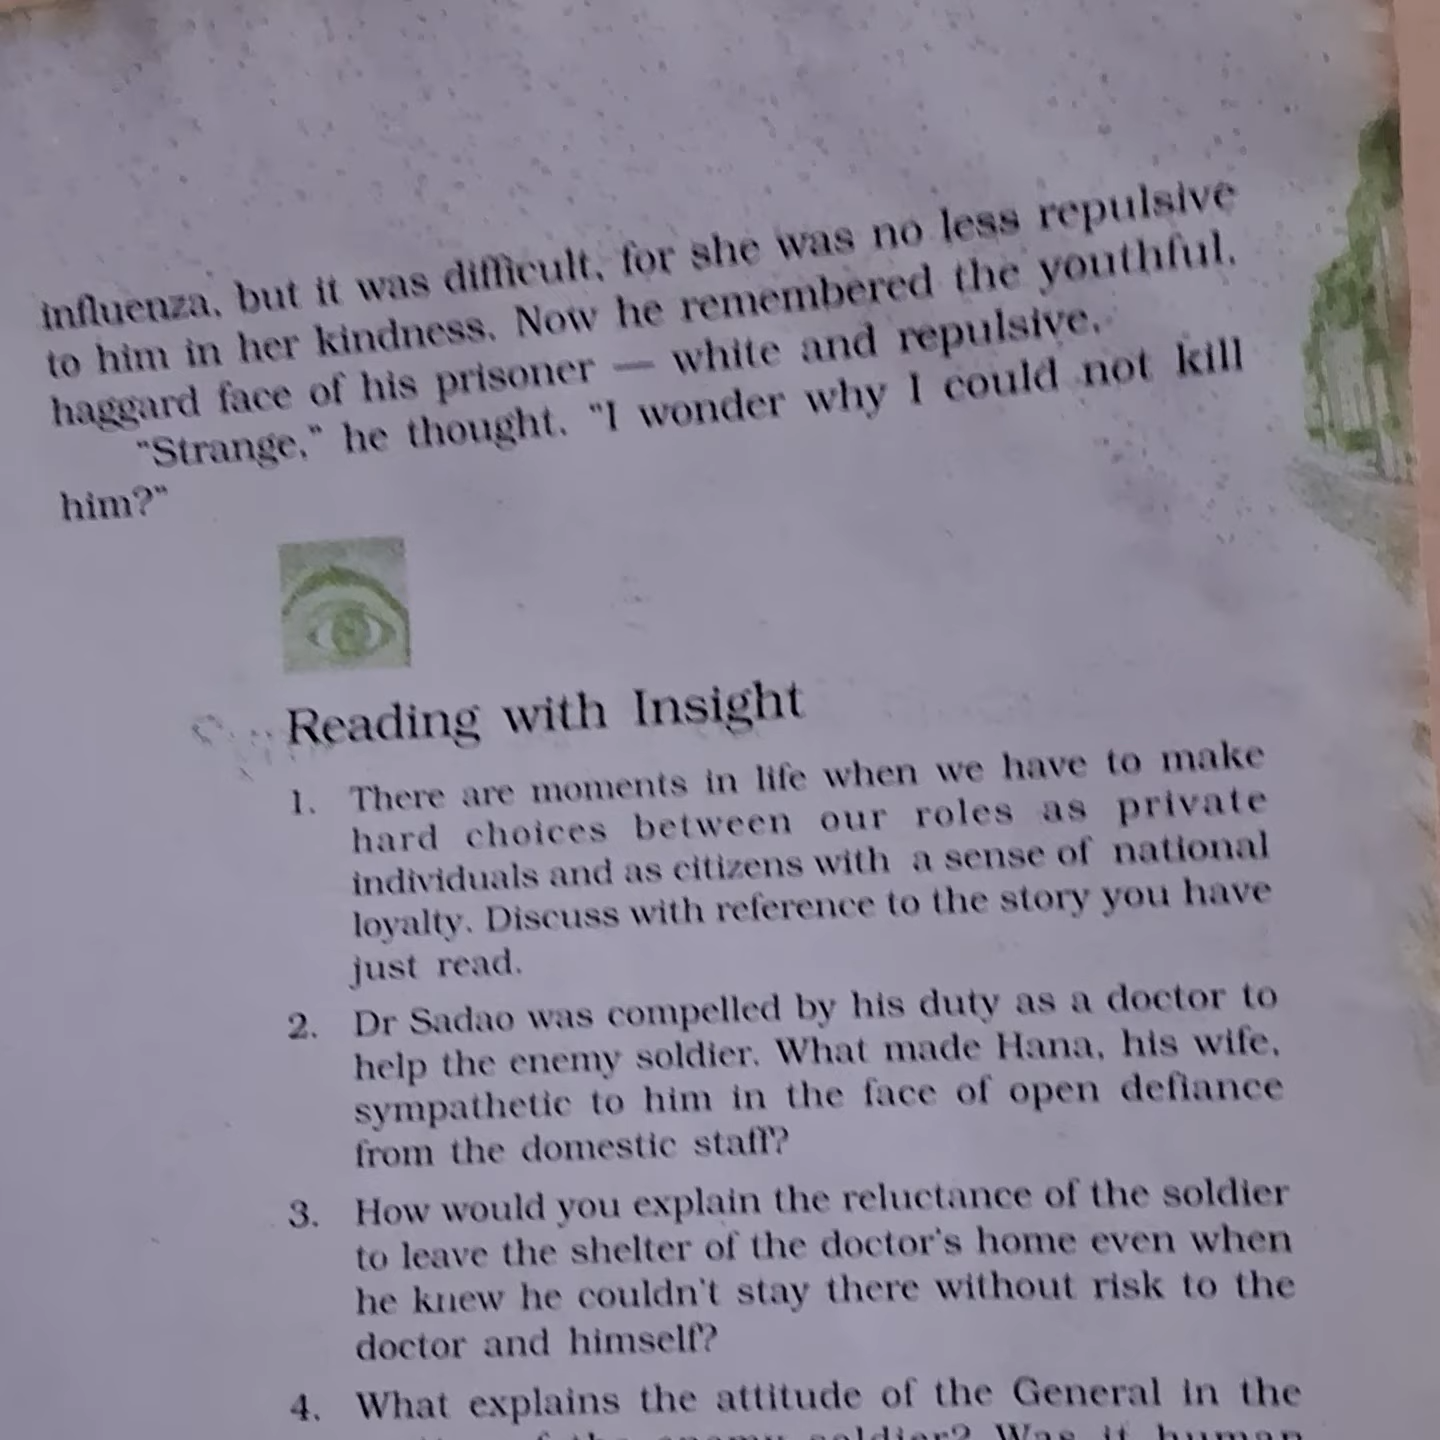 influenza, but it was difficult, for she was no less repulsive
to him in her kindness. Now he remembered the youthful,
haggard face of his prisoner — white and repulsive.
"Strange," he thought. "I wonder why I could not kill
him?"
Reading with Insight
1. There are moments in life when we have to make
hard choices between our roles as private
individuals and as citizens with a sense of national
loyalty. Discuss with reference to the story you have
just read.
2. Dr Sadao was compelled by his duty as a doctor to
help the enemy soldier. What made Hana, his wife,
sympathetic to him in the face of open defiance
from the domestic staff?
3. How would you explain the reluctance of the soldier
to leave the shelter of the doctor's home even when
he knew he couldn't stay there without risk to the
doctor and himself?
4. What explains the attitude of the General in the
of the enemy soldier? Was it human